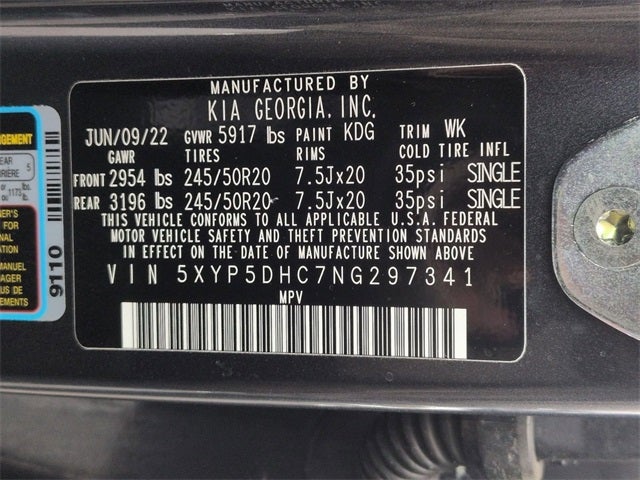 MANUFACTURED BY
KIA GEORGIA, INC.
JUN/09/22 GVWR 5917 lbs PAINT KDG TRIM WK
GAWR TIRES RIMS COLD TIRE INFL
FRONT 2954 lbs 245/50R20 7.5Jx20 35psi SINGLE
REAR 3196 lbs 245/50R20 7.5Jx20 35psi SINGLE
THIS VEHICLE CONFORMS TO ALL APPLICABLE U.S.A. FEDERAL
MOTOR VEHICLE SAFETY AND THEFT PREVENTION STANDARDS
IN EFFECT ON THE DATE OF MANUFACTURE SHOWN ABOVE
VIN 5XYP5DHC7NG297341
MPV
5
FOR
MANUEL
9110